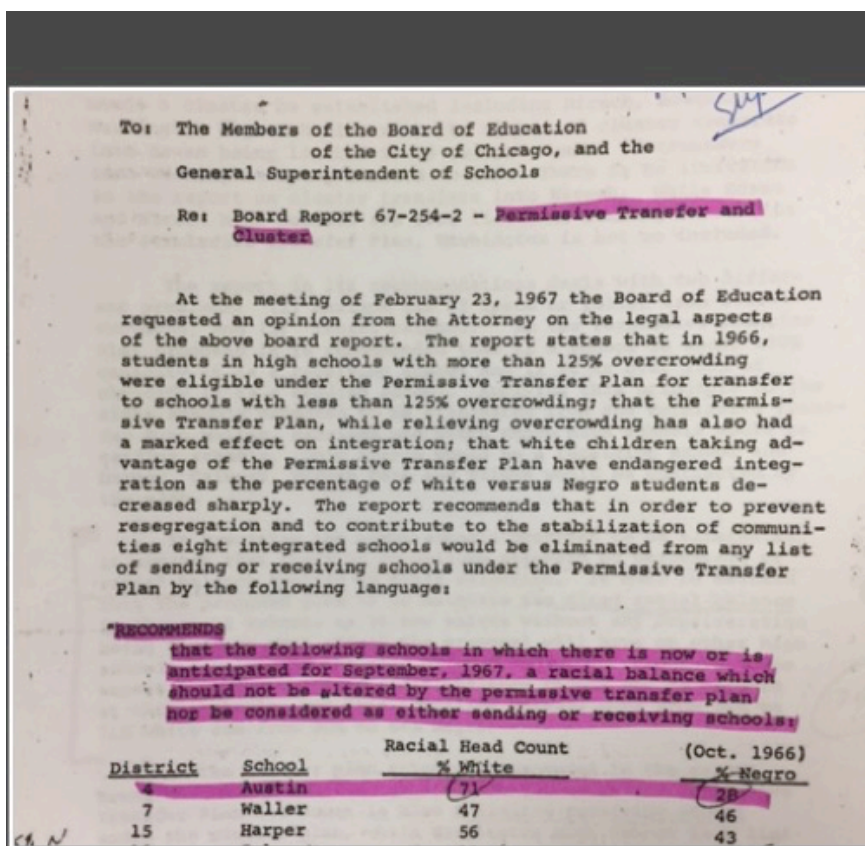 To: The Members of the Board of Education
of the City of Chicago, and the
General Superintendent of Schools
Re: Board Report 67-254-2 - Permissive Transfer and
Cluster
At the meeting of February 23, 1967 the Board of Education
requested an opinion from the Attorney on the legal aspects
of the above board report. The report states that in 1966,
students in high schools with more than 125% overcrowding
were eligible under the Permissive Transfer Plan for transfer
to schools with less than 125% overcrowding; that the Permis-
sive Transfer Plan, while relieving overcrowding has also had
a marked effect on integration; that white children taking ad-
vantage of the Permissive Transfer Plan have endangered integ-
ration as the percentage of white versus Negro students de-
creased sharply. The report recommends that in order to prevent
resegregation and to contribute to the stabilization of communi-
ties eight integrated schools would be eliminated from any list
of sending or receiving schools under the Permissive Transfer
Plan by the following language:
"RECOMMENDS
that the following schools in which there is now or is
anticipated for September, 1967, a racial balance which
should not be altered by the permissive transfer plan
nor be considered as either sending or receiving schools:
Racial Head Count (Oct. 1966)
District School % White % Negro
4 Austin 71 28
7 Waller 47 46
15 Harper 56 43